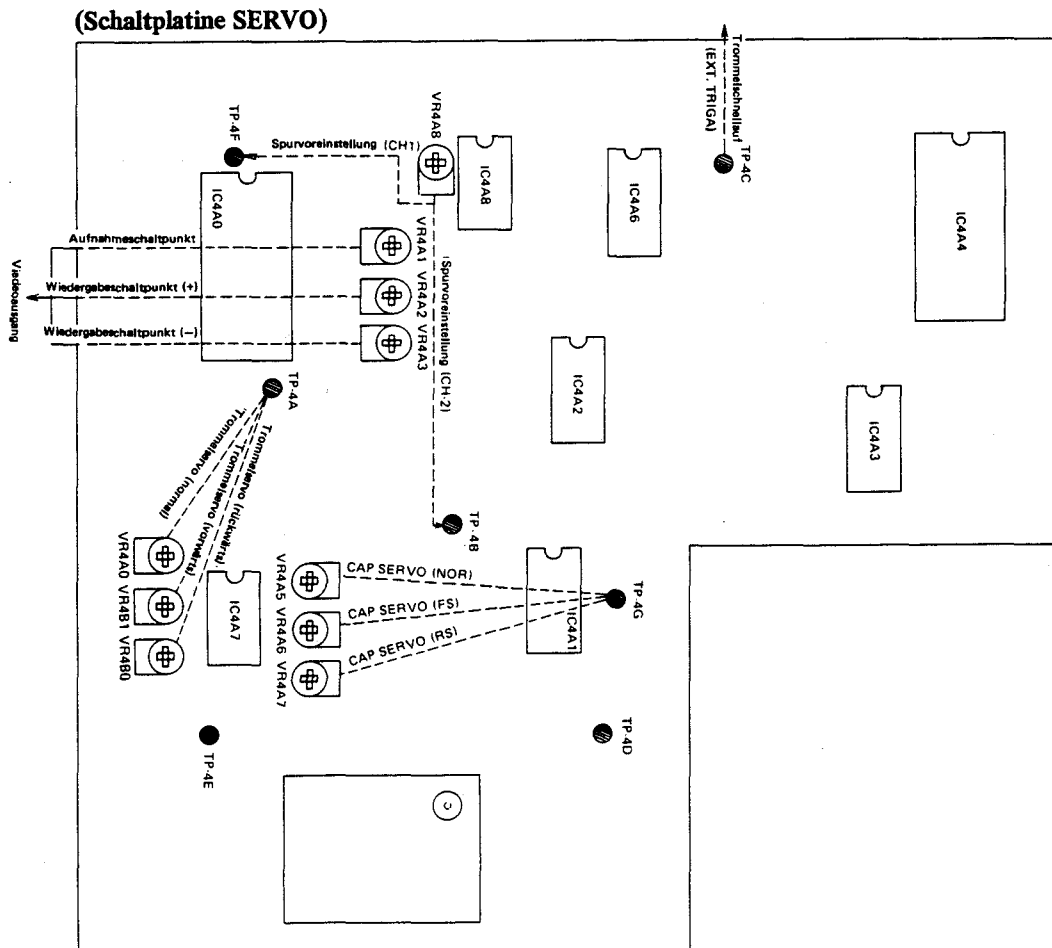 (Schaltplatine SERVO)
Trommelschnellauf
(EXT. TRIGA)
TP-4C
TP-4F
Spurvoreinstellung (CH1)
VR4A8
IC4A8
IC4A6
IC4A4
IC4A0
Aufnahmeschaltpunkt
VR4A1
Wiedergabeschaltpunkt (+)
VR4A2
Wiedergabeschaltpunkt (—)
VR4A3
Viedeoausgang
Spurvoreinstellung (CH-2)
IC4A2
IC4A3
TP-4A
Trommelservo (normal)
Trommelservo (vorwärts)
Trommelservo (rückwärts)
TP-4B
VR4A0
VR4B1
VR4B0
IC4A7
VR4A5
CAP SERVO (NOR)
VR4A6
CAP SERVO (FS)
VR4A7
CAP SERVO (RS)
IC4A1
TP-4G
TP-4E
TP-4D